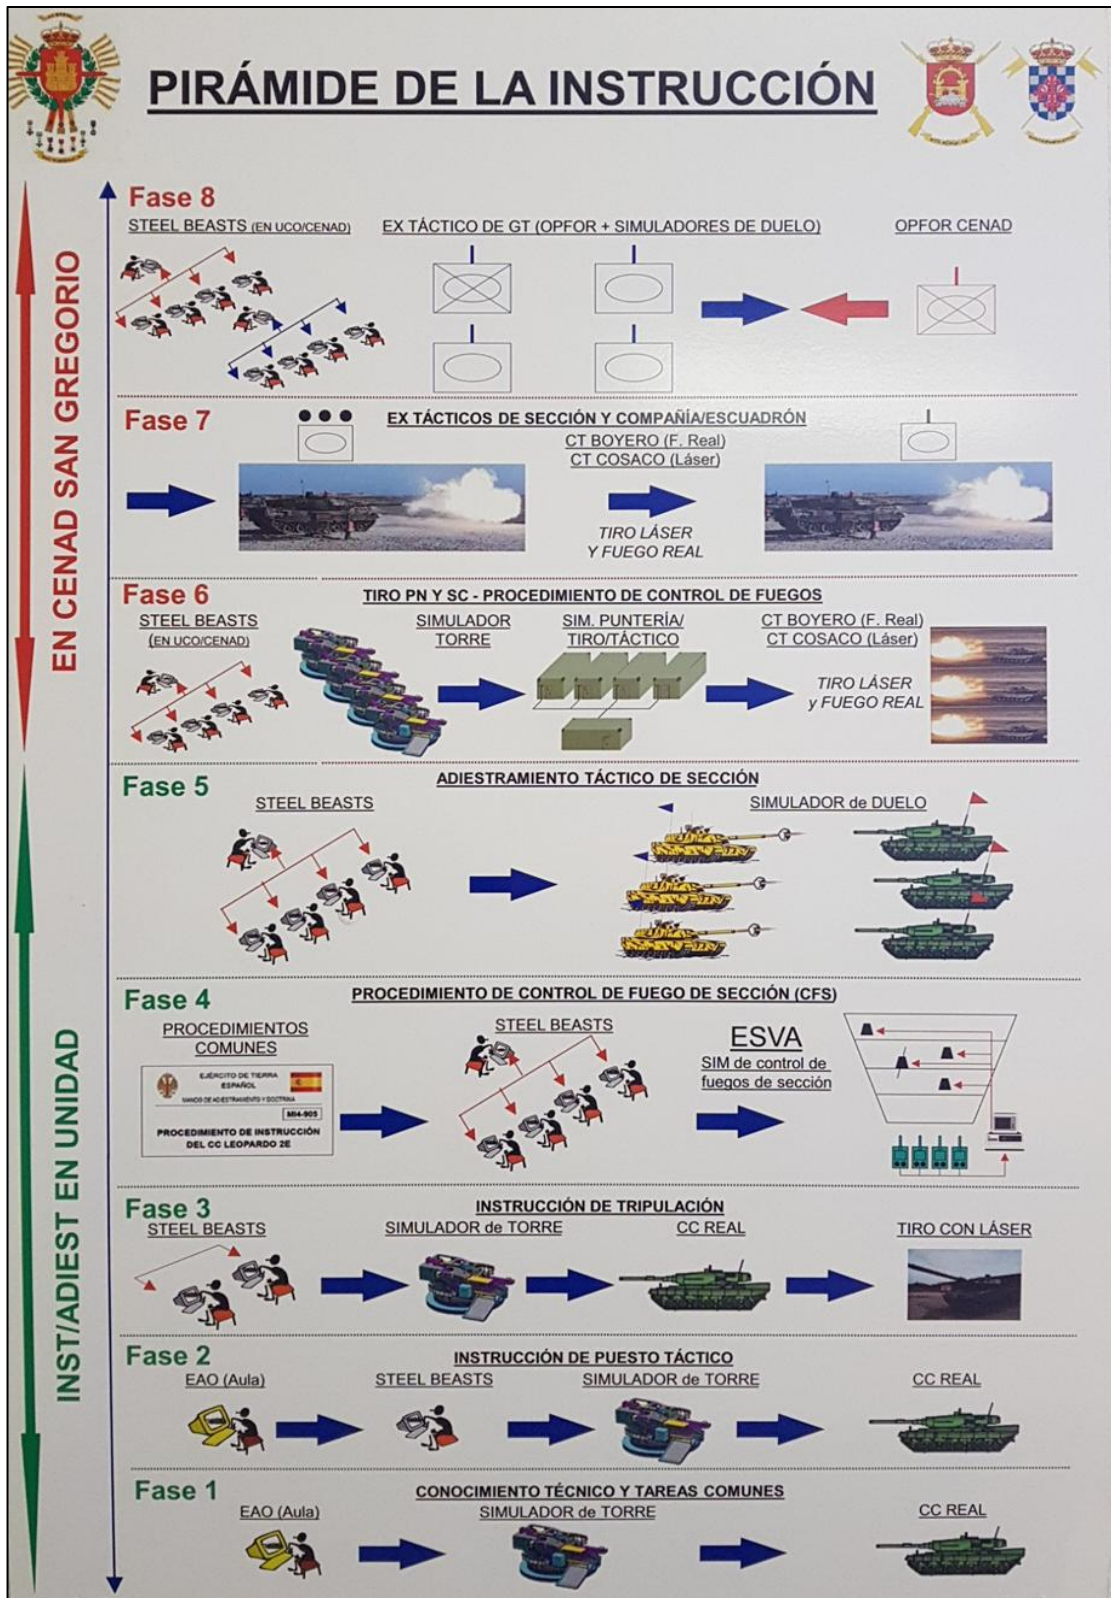 PIRÁMIDE DE LA INSTRUCCIÓN
EN CENAD SAN GREGORIO
Fase 8
STEEL BEASTS (EN UCO/CENAD)
EX TÁCTICO DE GT (OPFOR + SIMULADORES DE DUELO)
OPFOR CENAD
Fase 7
EX TÁCTICOS DE SECCIÓN Y COMPAÑÍA/ESCUADRÓN
CT BOYERO (F. Real)
CT COSACO (Láser)
TIRO LÁSER
Y FUEGO REAL
Fase 6
TIRO PN Y SC - PROCEDIMIENTO DE CONTROL DE FUEGOS
STEEL BEASTS
(EN UCO/CENAD)
SIMULADOR
TORRE
SIM. PUNTERÍA/
TIRO/TÁCTICO
CT BOYERO (F. Real)
CT COSACO (Láser)
TIRO LÁSER
y FUEGO REAL
INST/ADIEST EN UNIDAD
Fase 5
ADIESTRAMIENTO TÁCTICO DE SECCIÓN
STEEL BEASTS
SIMULADOR de DUELO
Fase 4
PROCEDIMIENTO DE CONTROL DE FUEGO DE SECCIÓN (CFS)
PROCEDIMIENTOS
COMUNES
EJÉRCITO DE TIERRA
ESPAÑOL
MANDO DE ADIESTRAMIENTO Y DOCTRINA
MI4-905
PROCEDIMIENTO DE INSTRUCCIÓN
DEL CC LEOPARDO 2E
STEEL BEASTS
ESVA
SIM de control de
fuegos de sección
Fase 3
INSTRUCCIÓN DE TRIPULACIÓN
STEEL BEASTS
SIMULADOR de TORRE
CC REAL
TIRO CON LÁSER
Fase 2
INSTRUCCIÓN DE PUESTO TÁCTICO
EAO (Aula)
STEEL BEASTS
SIMULADOR de TORRE
CC REAL
Fase 1
CONOCIMIENTO TÉCNICO Y TAREAS COMUNES
EAO (Aula)
SIMULADOR de TORRE
CC REAL